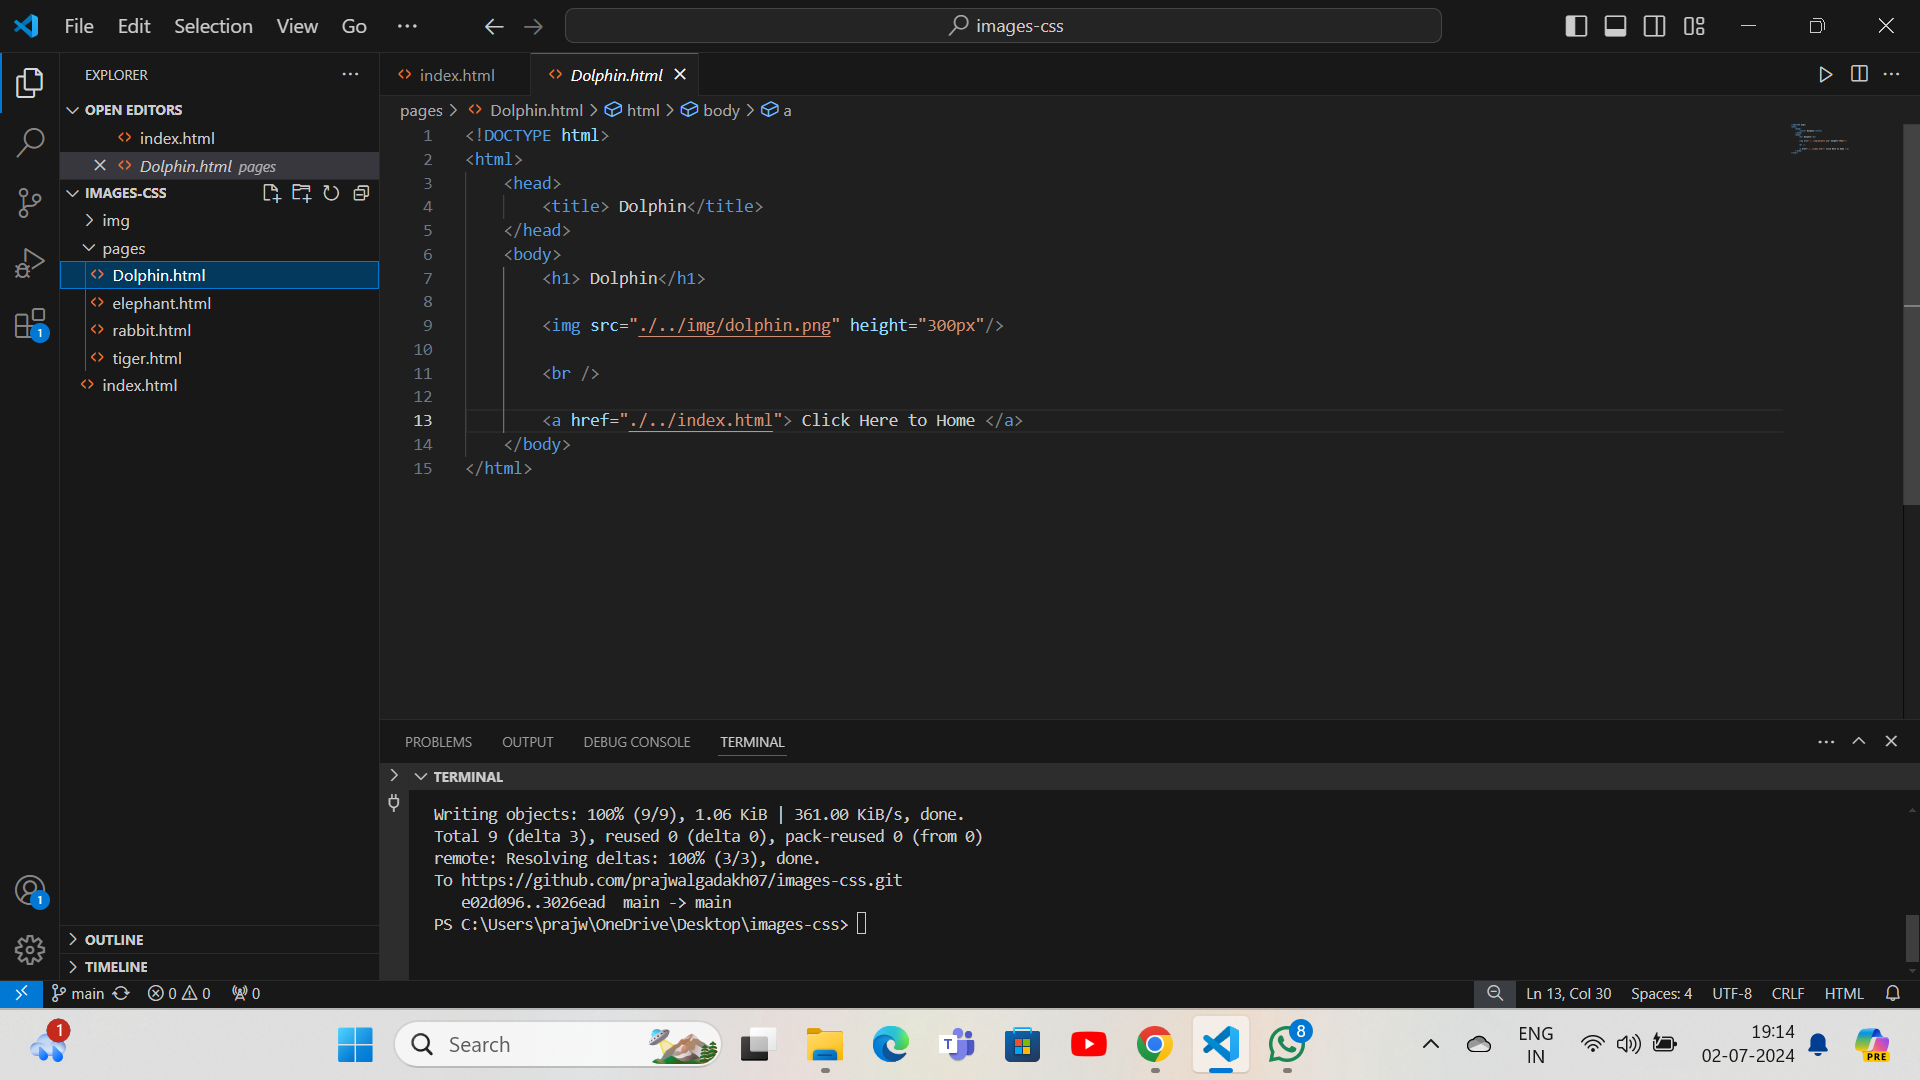 File Edit Selection View Go ···
images-css
EXPLORER
OPEN EDITORS
index.html
Dolphin.html pages
IMAGES-CSS
img
pages
Dolphin.html
elephant.html
rabbit.html
tiger.html
index.html
OUTLINE
TIMELINE
index.html
Dolphin.html
pages > Dolphin.html > html > body > a
1 <!DOCTYPE html>
2 <html>
3 <head>
4 <title> Dolphin</title>
5 </head>
6 <body>
7 <h1> Dolphin</h1>
8
9 <img src="./../img/dolphin.png" height="300px"/>
10
11 <br />
12
13 <a href="./../index.html"> Click Here to Home </a>
14 </body>
15 </html>
PROBLEMS OUTPUT DEBUG CONSOLE TERMINAL
TERMINAL
Writing objects: 100% (9/9), 1.06 KiB | 361.00 KiB/s, done.
Total 9 (delta 3), reused 0 (delta 0), pack-reused 0 (from 0)
remote: Resolving deltas: 100% (3/3), done.
To https://github.com/prajwalgadakh07/images-css.git
e02d096..3026ead main -> main
PS C:\Users\prajw\OneDrive\Desktop\images-css>
1
1
main 0 0 0
Ln 13, Col 30 Spaces: 4 UTF-8 CRLF HTML
1
Search
T
8
ENG
IN
19:14
02-07-2024
PRE